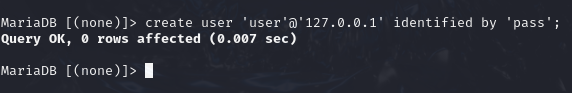 MariaDB [(none)]> create user 'user'@'127.0.0.1' identified by 'pass';
Query OK, 0 rows affected (0.007 sec)
MariaDB [(none)]>